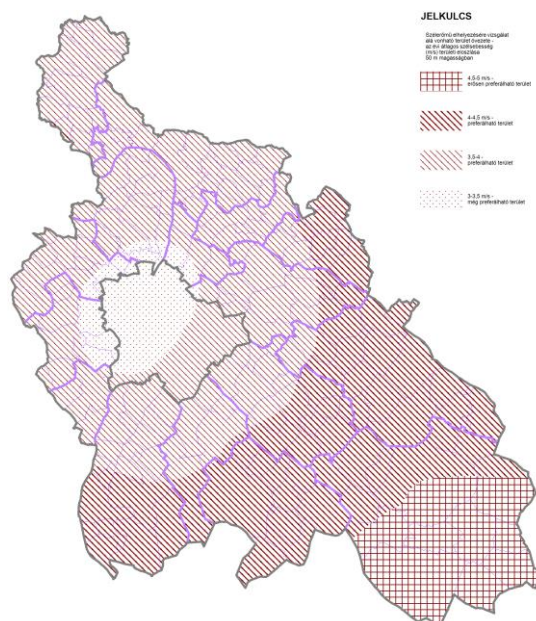 JELKULCS
Szélerőmű elhelyezésére vizsgálat
alá vonható terület övezete -
az évi átlagos szélsebesség
(m/s) területi eloszlása
50 m magasságban
4,5-5 m/s -
erősen preferálható terület
4-4,5 m/s -
preferálható terület
3,5-4 -
preferálható terület
3-3,5 m/s -
még preferálható terület